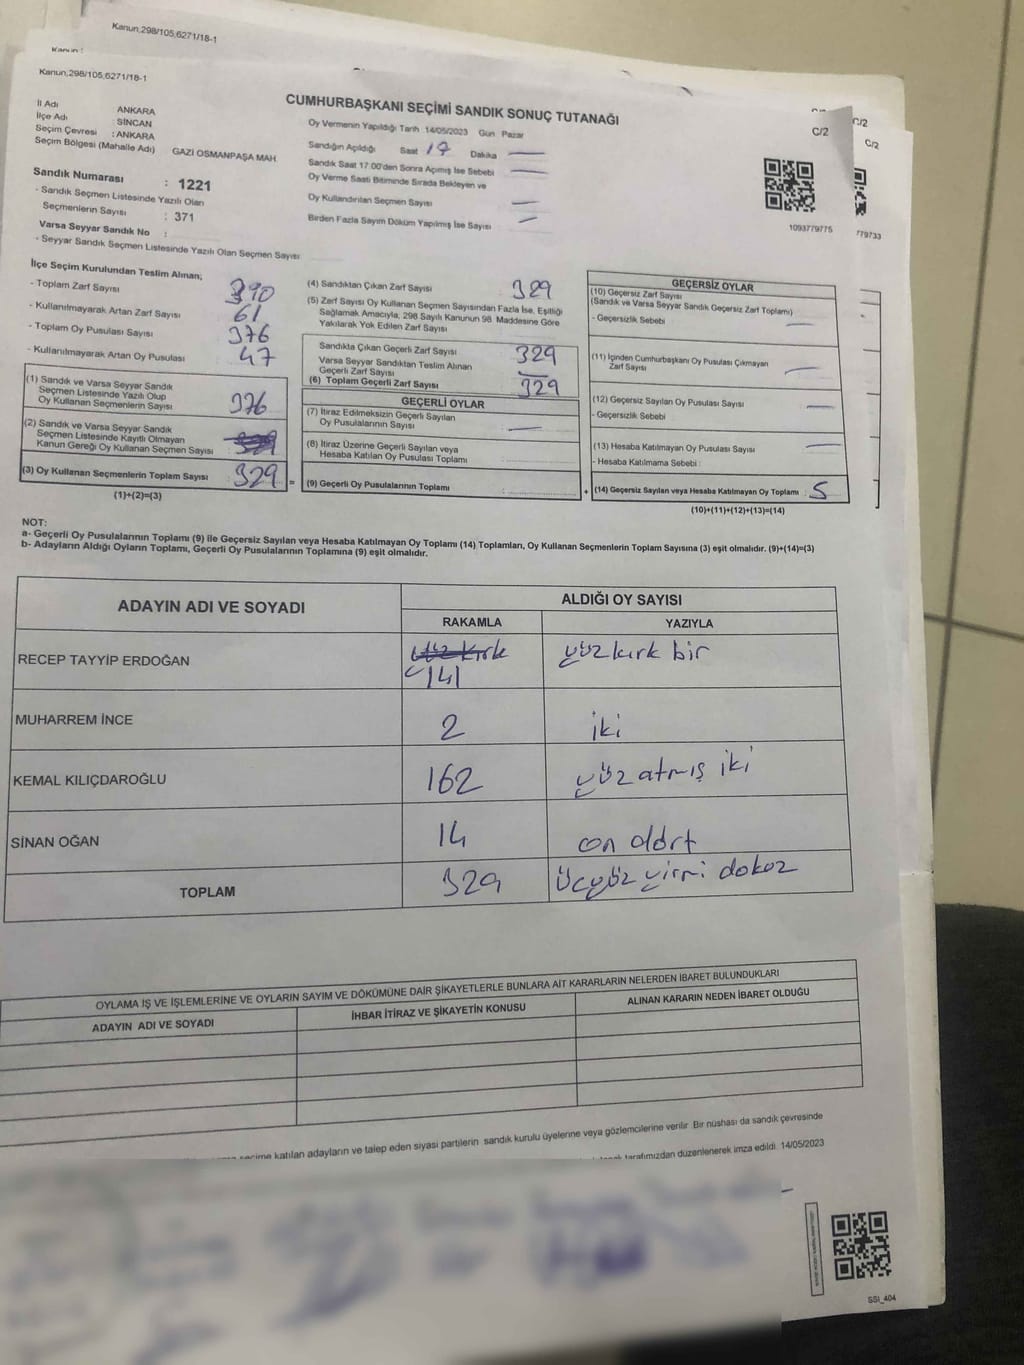 Kanun,298/105,6271/18-1
Kanun,298/105,6271/18-1
C/2
C/2
C/2
CUMHURBAŞKANI SEÇİMİ SANDIK SONUÇ TUTANAĞI
İl Adı ANKARA
İlçe Adı : SİNCAN
Seçim Çevresi : ANKARA
Seçim Bölgesi (Mahalle Adı) GAZİ OSMANPAŞA MAH.
Sandık Numarası : 1221
- Sandık Seçmen Listesinde Yazılı Olan
Seçmenlerin Sayısı : 371
Varsa Seyyar Sandık No :
- Seyyar Sandık Seçmen Listesinde Yazılı Olan Seçmen Sayısı
Oy Vermenin Yapıldığı Tarih 14/05/2023 Gün Pazar
Sandığın Açıldığı Saat 17 Dakika —
Sandık Saat 17.00'den Sonra Açımış İse Sebebi —
Oy Verme Saati Bitiminde Sırada Bekleyen ve
Oy Kullandırılan Seçmen Sayısı —
Birden Fazla Sayım Döküm Yapılmış İse Sayısı —
1093779775
779733
İlçe Seçim Kurulundan Teslim Alınan;
- Toplam Zarf Sayısı 390
- Kullanılmayarak Artan Zarf Sayısı 61
- Toplam Oy Pusulası Sayısı 376
- Kullanılmayarak Artan Oy Pusulası 47
(1) Sandık ve Varsa Seyyar Sandık
Seçmen Listesinde Yazılı Olup
Oy Kullanan Seçmenlerin Sayısı 376
(2) Sandık ve Varsa Seyyar Sandık
Seçmen Listesinde Kayıtlı Olmayan
Kanun Gereği Oy Kullanan Seçmen Sayısı
(3) Oy Kullanan Seçmenlerin Toplam Sayısı 329 =
(1)+(2)=(3)
(4) Sandıktan Çıkan Zarf Sayısı 329
(5) Zarf Sayısı Oy Kullanan Seçmen Sayısından Fazla İse, Eşitliği
Sağlamak Amacıyla, 298 Sayılı Kanunun 98. Maddesine Göre
Yakılarak Yok Edilen Zarf Sayısı
Sandıkta Çıkan Geçerli Zarf Sayısı 329
Varsa Seyyar Sandıktan Teslim Alınan
Geçerli Zarf Sayısı —
(6) Toplam Geçerli Zarf Sayısı 329
GEÇERLİ OYLAR
(7) İtiraz Edilmeksizin Geçerli Sayılan
Oy Pusulalarının Sayısı —
(8) İtiraz Üzerine Geçerli Sayılan veya
Hesaba Katılan Oy Pusulası Toplamı
(9) Geçerli Oy Pusulalarının Toplamı : +
GEÇERSİZ OYLAR
(10) Geçersiz Zarf Sayısı
(Sandık ve Varsa Seyyar Sandık Geçersiz Zarf Toplamı)
- Geçersizlik Sebebi —
(11) İçinden Cumhurbaşkanı Oy Pusulası Çıkmayan
Zarf Sayısı —
(12) Geçersiz Sayılan Oy Pusulası Sayısı —
- Geçersizlik Sebebi
(13) Hesaba Katılmayan Oy Pusulası Sayısı —
- Hesaba Katılmama Sebebi :
(14) Geçersiz Sayılan veya Hesaba Katılmayan Oy Toplamı : 5
(10)+(11)+(12)+(13)=(14)
NOT:
a- Geçerli Oy Pusulalarının Toplamı (9) ile Geçersiz Sayılan veya Hesaba Katılmayan Oy Toplamı (14) Toplamları, Oy Kullanan Seçmenlerin Toplam Sayısına (3) eşit olmalıdır. (9)+(14)=(3)
b- Adayların Aldığı Oyların Toplamı, Geçerli Oy Pusulalarının Toplamına (9) eşit olmalıdır.
ADAYIN ADI VE SOYADI ALDIĞI OY SAYISI
RAKAMLA YAZIYLA
RECEP TAYYİP ERDOĞAN yüz kırk 141 yüzkırk bir
MUHARREM İNCE 2 iki
KEMAL KILIÇDAROĞLU 162 yüz atmış iki
SİNAN OĞAN 14 on oldrt
TOPLAM 329 üçyüz yirmi dokoz
OYLAMA İŞ VE İŞLEMLERİNE VE OYLARIN SAYIM VE DÖKÜMÜNE DAİR ŞİKAYETLERLE BUNLARA AİT KARARLARIN NELERDEN İBARET BULUNDUKLARI
ADAYIN ADI VE SOYADI İHBAR İTİRAZ VE ŞİKAYETİN KONUSU ALINAN KARARIN NEDEN İBARET OLDUĞU
seçime katılan adayların ve talep eden siyasi partilerin sandık kurulu üyelerine veya gözlemcilerine verilir. Bir nüshası da sandık çevresinde
tarafımızdan düzenlenerek imza edildi. 14/05/2023
SSI_404